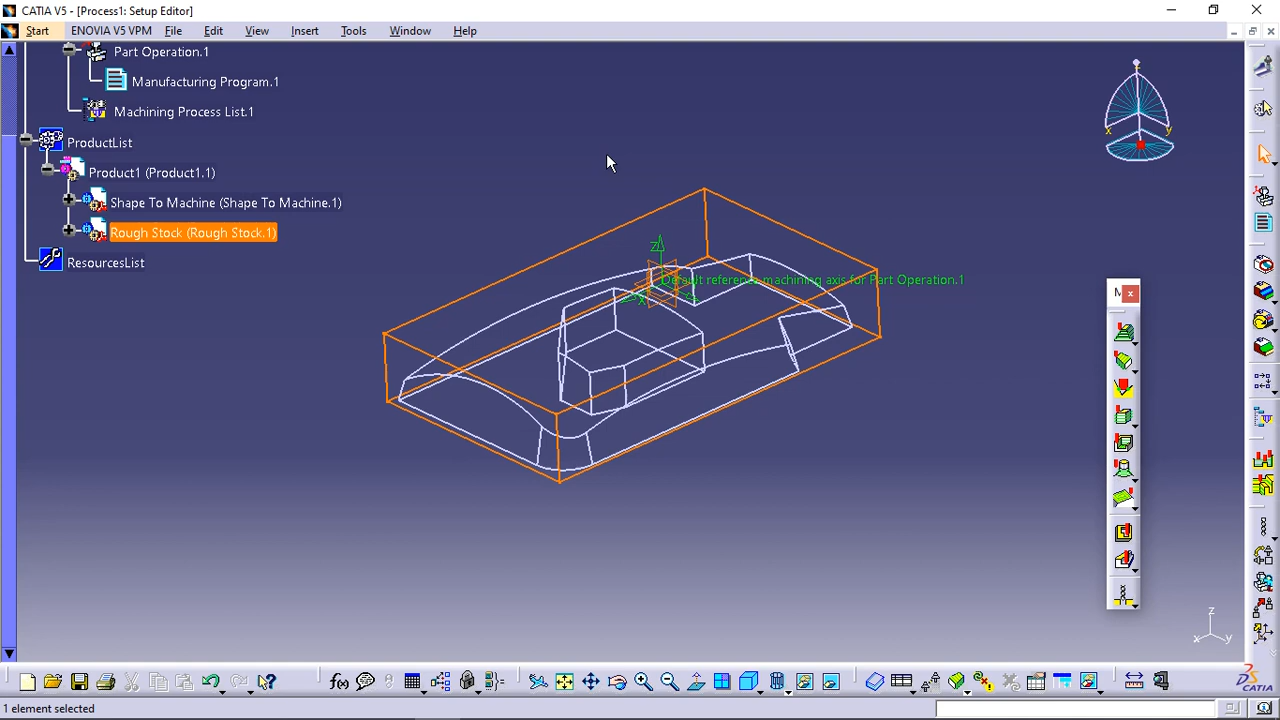 CATIA V5 - [Process1: Setup Editor]
Start ENOVIA V5 VPM File Edit View Insert Tools Window Help
Part Operation.1
Manufacturing Program.1
Machining Process List.1
ProductList
Product1 (Product1.1)
Shape To Machine (Shape To Machine.1)
Rough Stock (Rough Stock.1)
ResourcesList
z
x
y
z
x
Default reference machining axis for Part Operation.1
M
z
x
y
f(x)
CATIA
1 element selected